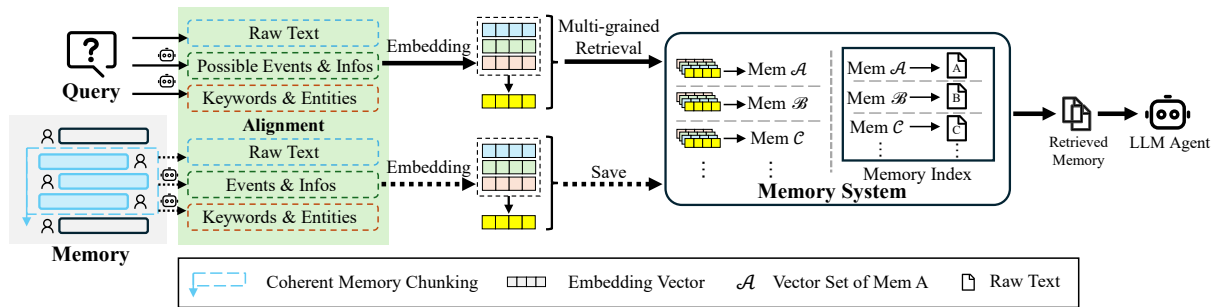 Query
Raw Text
Possible Events & Infos
Keywords & Entities
Alignment
Raw Text
Events & Infos
Keywords & Entities
Memory
Embedding
Embedding
Multi-grained
Retrieval
Save
Mem 𝒜
Mem ℬ
Mem 𝒞
Mem 𝒜
A
Mem ℬ
B
Mem 𝒞
C
Memory Index
Memory System
Retrieved
Memory
LLM Agent
Coherent Memory Chunking
Embedding Vector
𝒜 Vector Set of Mem A
Raw Text